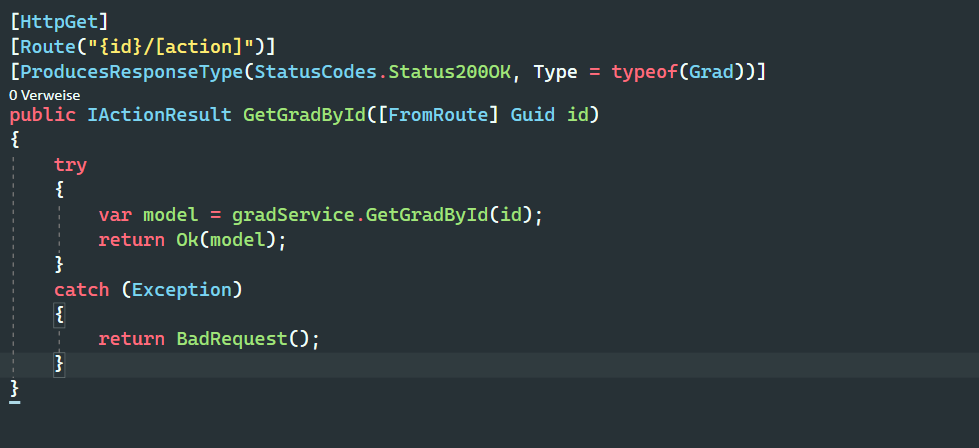 [HttpGet]
[Route("{id}/[action]")]
[ProducesResponseType(StatusCodes.Status200OK, Type = typeof(Grad))]
0 Verweise
public IActionResult GetGradById([FromRoute] Guid id)
{
    try
    {
        var model = gradService.GetGradById(id);
        return Ok(model);
    }
    catch (Exception)
    {
        return BadRequest();
    }
}